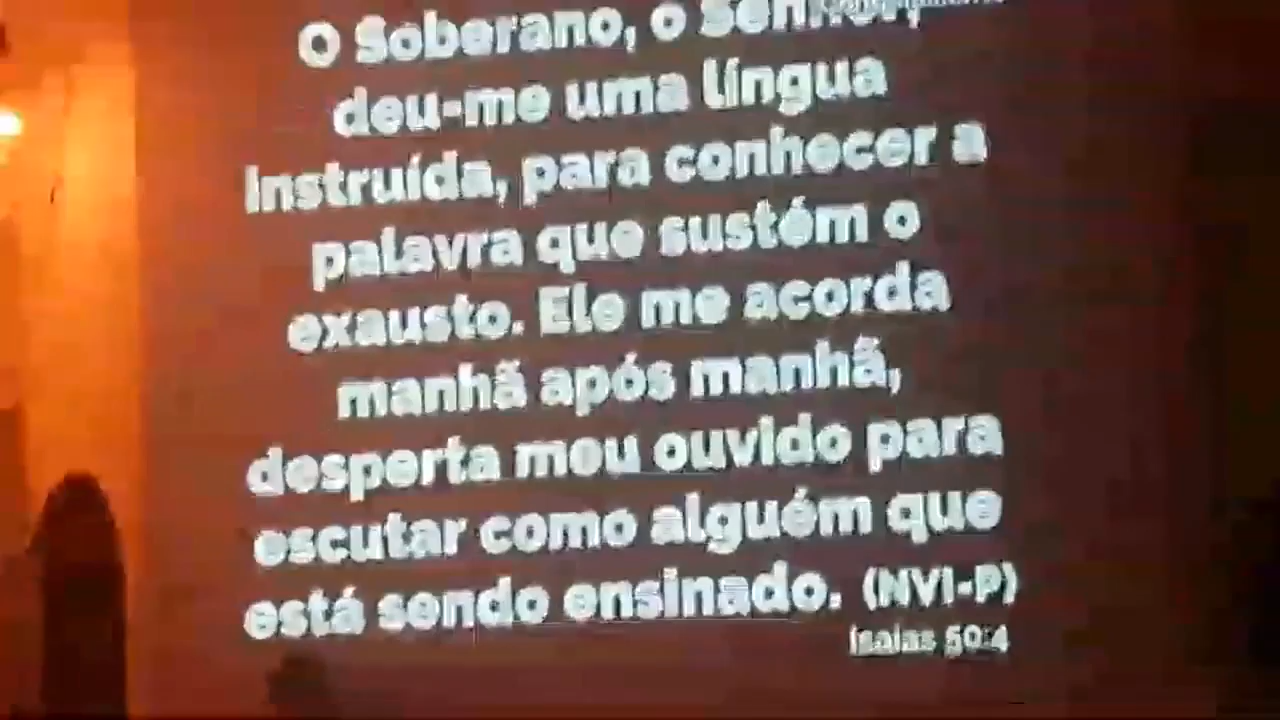 O Soberano, o Senhor,
deu-me uma língua
instruída, para conhecer a
palavra que sustém o
exausto. Ele me acorda
manhã após manhã,
desperta meu ouvido para
escutar como alguém que
está sendo ensinado. (NVI-P)
Isaías 50:4